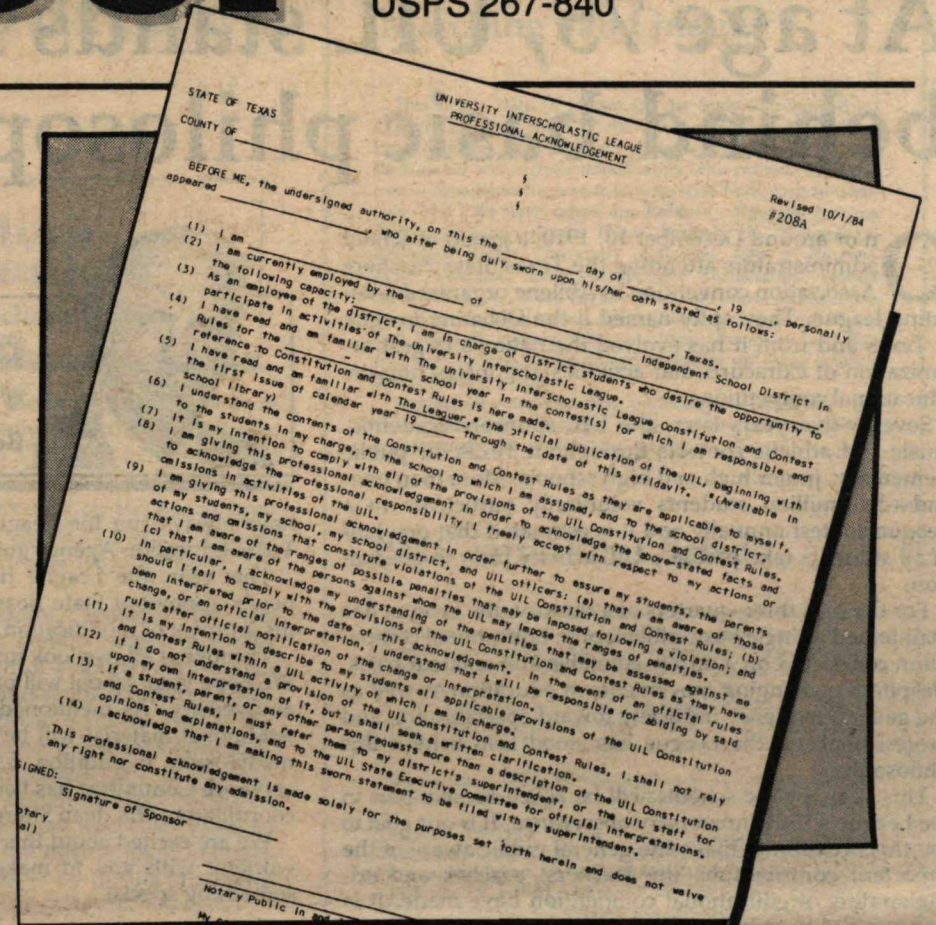 USPS 267-840
STATE OF TEXAS
COUNTY OF
UNIVERSITY INTERSCHOLASTIC LEAGUE
PROFESSIONAL ACKNOWLEDGEMENT
§
§
§
Revised 10/1/84
#208A
BEFORE ME, the undersigned authority, on this the ______ day of ______, 19__, personally
appeared ______, who after being duly sworn upon his/her oath stated as follows:
(1) I am ______ of ______, Texas.
(2) I am currently employed by the ______ Independent School District in
the following capacity: ______
(3) As an employee of the district, I am in charge of district students who desire the opportunity to
participate in activities of The University Interscholastic League.
(4) I have read and am familiar with The University Interscholastic League Constitution and Contest
Rules for the ______ school year in the contest(s) for which I am responsible and
reference to Constitution and Contest Rules is here made.
(5) I have read and am familiar with The Leaguer,* the official publication of the UIL, beginning with
the first issue of calendar year 19____ through the date of this affidavit. *(Available in
school library)
(6) I understand the contents of the Constitution and Contest Rules as they are applicable to myself,
to the students in my charge, to the school to which I am assigned, and to the school district.
(7) It is my intention to comply with all of the provisions of the UIL Constitution and Contest Rules.
(8) I am giving this professional acknowledgement in order to acknowledge the above-stated facts and
to acknowledge the professional responsibility I freely accept with respect to my actions or
omissions in activities of the UIL.
(9) I am giving this professional acknowledgement in order further to assure my students, the parents
of my students, my school, my school district, and UIL officers: (a) that I am aware of those
actions and omissions that constitute violations of the UIL Constitution and Contest Rules; (b)
that I am aware of the ranges of possible penalties that may be imposed following a violation; and
(c) that I am aware of the persons against whom the UIL may impose the ranges of penalties.
(10) In particular, I acknowledge my understanding of the penalties that may be assessed against me
should I fail to comply with the provisions of the UIL Constitution and Contest Rules as they have
been interpreted prior to the date of this acknowledgement. In the event of an official rules
change, or an official interpretation, I understand that I will be responsible for abiding by said
rules after official notification of the change or interpretation.
(11) It is my intention to describe to my students all applicable provisions of the UIL Constitution
and Contest Rules within a UIL activity of which I am in charge.
(12) If I do not understand a provision of the UIL Constitution and Contest Rules, I shall not rely
upon my own interpretation of it, but I shall seek a written clarification.
(13) If a student, parent, or any other person requests more than a description of the UIL Constitution
and Contest Rules, I must refer them to my district's superintendent, or the UIL staff for
opinions and explanations, and to the UIL State Executive Committee for official interpretations.
(14) I acknowledge that I am making this sworn statement to be filed with my superintendent.
This professional acknowledgement is made solely for the purposes set forth herein and does not waive
any right nor constitute any admission.
SIGNED:
Signature of Sponsor
Notary Public in and